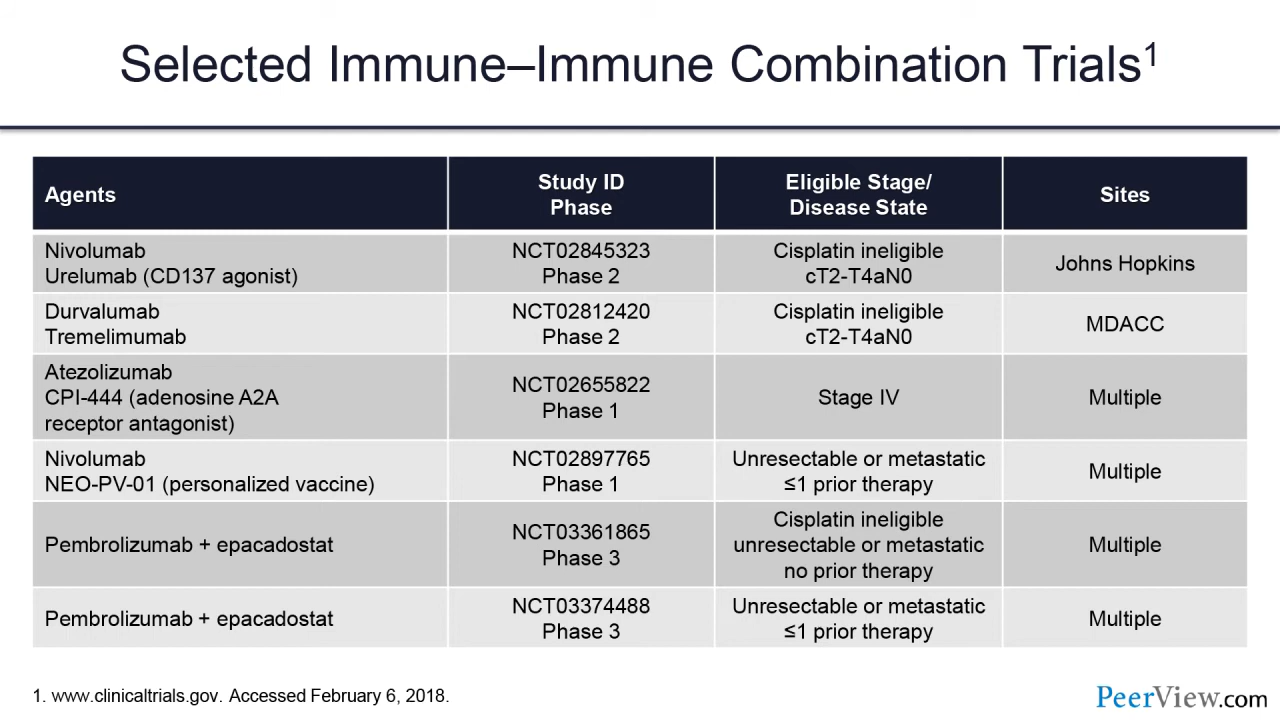 Selected Immune–Immune Combination Trials1
Agents
Study ID
Phase
Eligible Stage/
Disease State
Sites
Nivolumab
Urelumab (CD137 agonist)
NCT02845323
Phase 2
Cisplatin ineligible
cT2-T4aN0
Johns Hopkins
Durvalumab
Tremelimumab
NCT02812420
Phase 2
Cisplatin ineligible
cT2-T4aN0
MDACC
Atezolizumab
CPI-444 (adenosine A2A
receptor antagonist)
NCT02655822
Phase 1
Stage IV
Multiple
Nivolumab
NEO-PV-01 (personalized vaccine)
NCT02897765
Phase 1
Unresectable or metastatic
≤1 prior therapy
Multiple
Pembrolizumab + epacadostat
NCT03361865
Phase 3
Cisplatin ineligible
unresectable or metastatic
no prior therapy
Multiple
Pembrolizumab + epacadostat
NCT03374488
Phase 3
Unresectable or metastatic
≤1 prior therapy
Multiple
1. www.clinicaltrials.gov. Accessed February 6, 2018.
PeerView.com